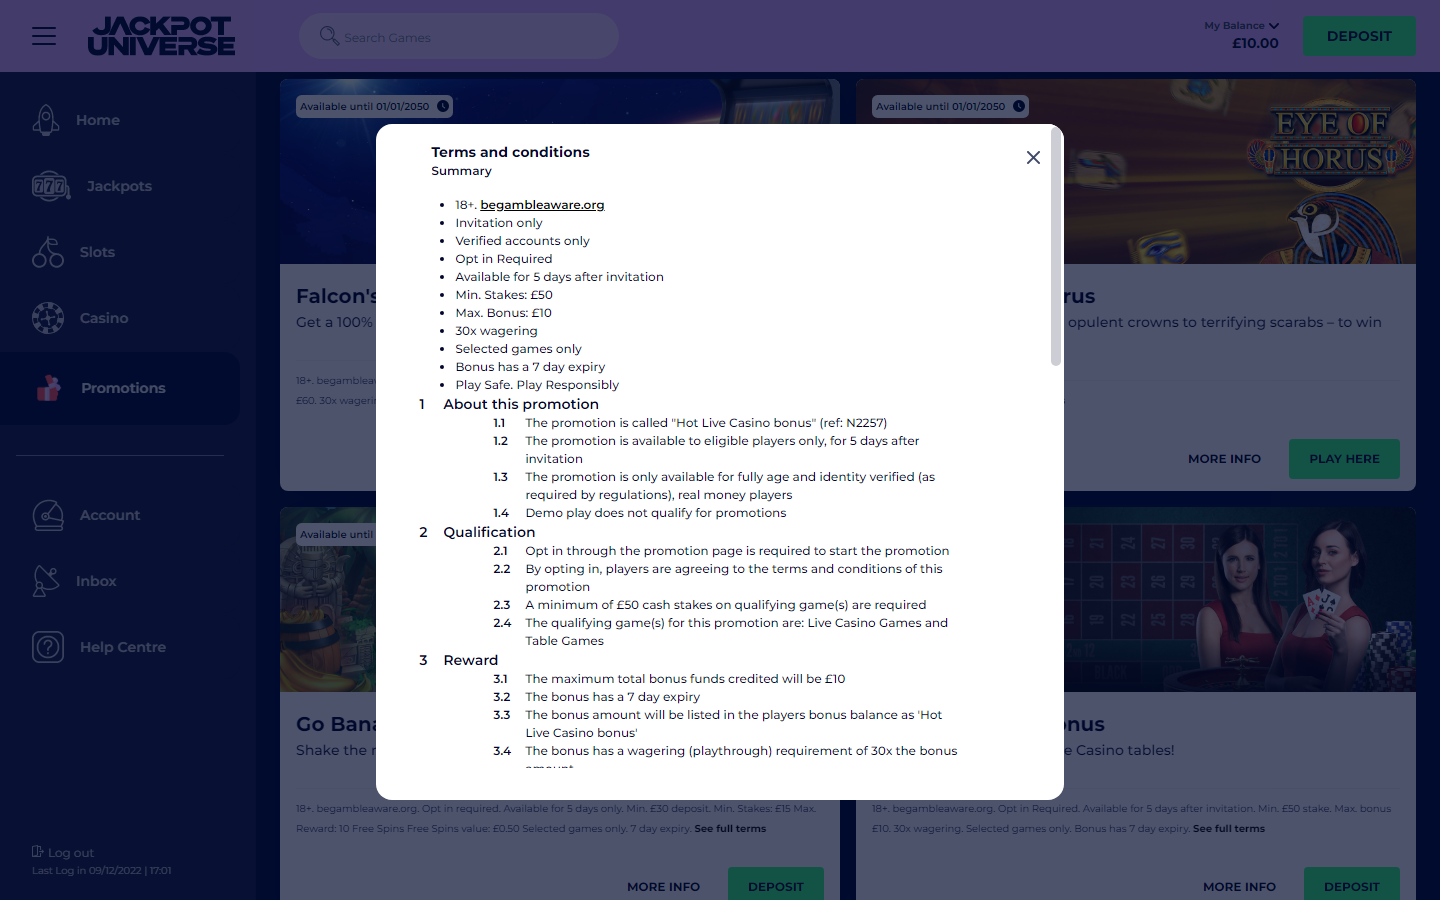 JACKPOT
UNIVERSE
Search Games
My Balance
£10.00
DEPOSIT
Home
Jackpots
Slots
Casino
Promotions
Account
Inbox
Help Centre
Log out
Last Log in 09/12/2022 | 17:01
Available until 01/01/2050
Falcon's
Get a 100%
18+. begambleaw
£60. 30x wagerin
Available until 01/01/2050
EYE OF
HORUS
rus
opulent crowns to terrifying scarabs – to win
MORE INFO
PLAY HERE
Terms and conditions
Summary
• 18+. begambleaware.org
• Invitation only
• Verified accounts only
• Opt in Required
• Available for 5 days after invitation
• Min. Stakes: £50
• Max. Bonus: £10
• 30x wagering
• Selected games only
• Bonus has a 7 day expiry
• Play Safe. Play Responsibly
1 About this promotion
1.1 The promotion is called "Hot Live Casino bonus" (ref: N2257)
1.2 The promotion is available to eligible players only, for 5 days after
invitation
1.3 The promotion is only available for fully age and identity verified (as
required by regulations), real money players
1.4 Demo play does not qualify for promotions
2 Qualification
2.1 Opt in through the promotion page is required to start the promotion
2.2 By opting in, players are agreeing to the terms and conditions of this
promotion
2.3 A minimum of £50 cash stakes on qualifying game(s) are required
2.4 The qualifying game(s) for this promotion are: Live Casino Games and
Table Games
3 Reward
3.1 The maximum total bonus funds credited will be £10
3.2 The bonus has a 7 day expiry
3.3 The bonus amount will be listed in the players bonus balance as 'Hot
Live Casino bonus'
3.4 The bonus has a wagering (playthrough) requirement of 30x the bonus
Available until
Go Bana
Shake the
18+. begambleaware.org. Opt in required. Available for 5 days only. Min. £30 deposit. Min. Stakes: £15 Max.
Reward: 10 Free Spins Free Spins value: £0.50 Selected games only. 7 day expiry. See full terms
MORE INFO
DEPOSIT
onus
e Casino tables!
18+. begambleaware.org. Opt in Required. Available for 5 days after invitation. Min. £50 stake. Max. bonus
£10. 30x wagering. Selected games only. Bonus has 7 day expiry. See full terms
MORE INFO
DEPOSIT